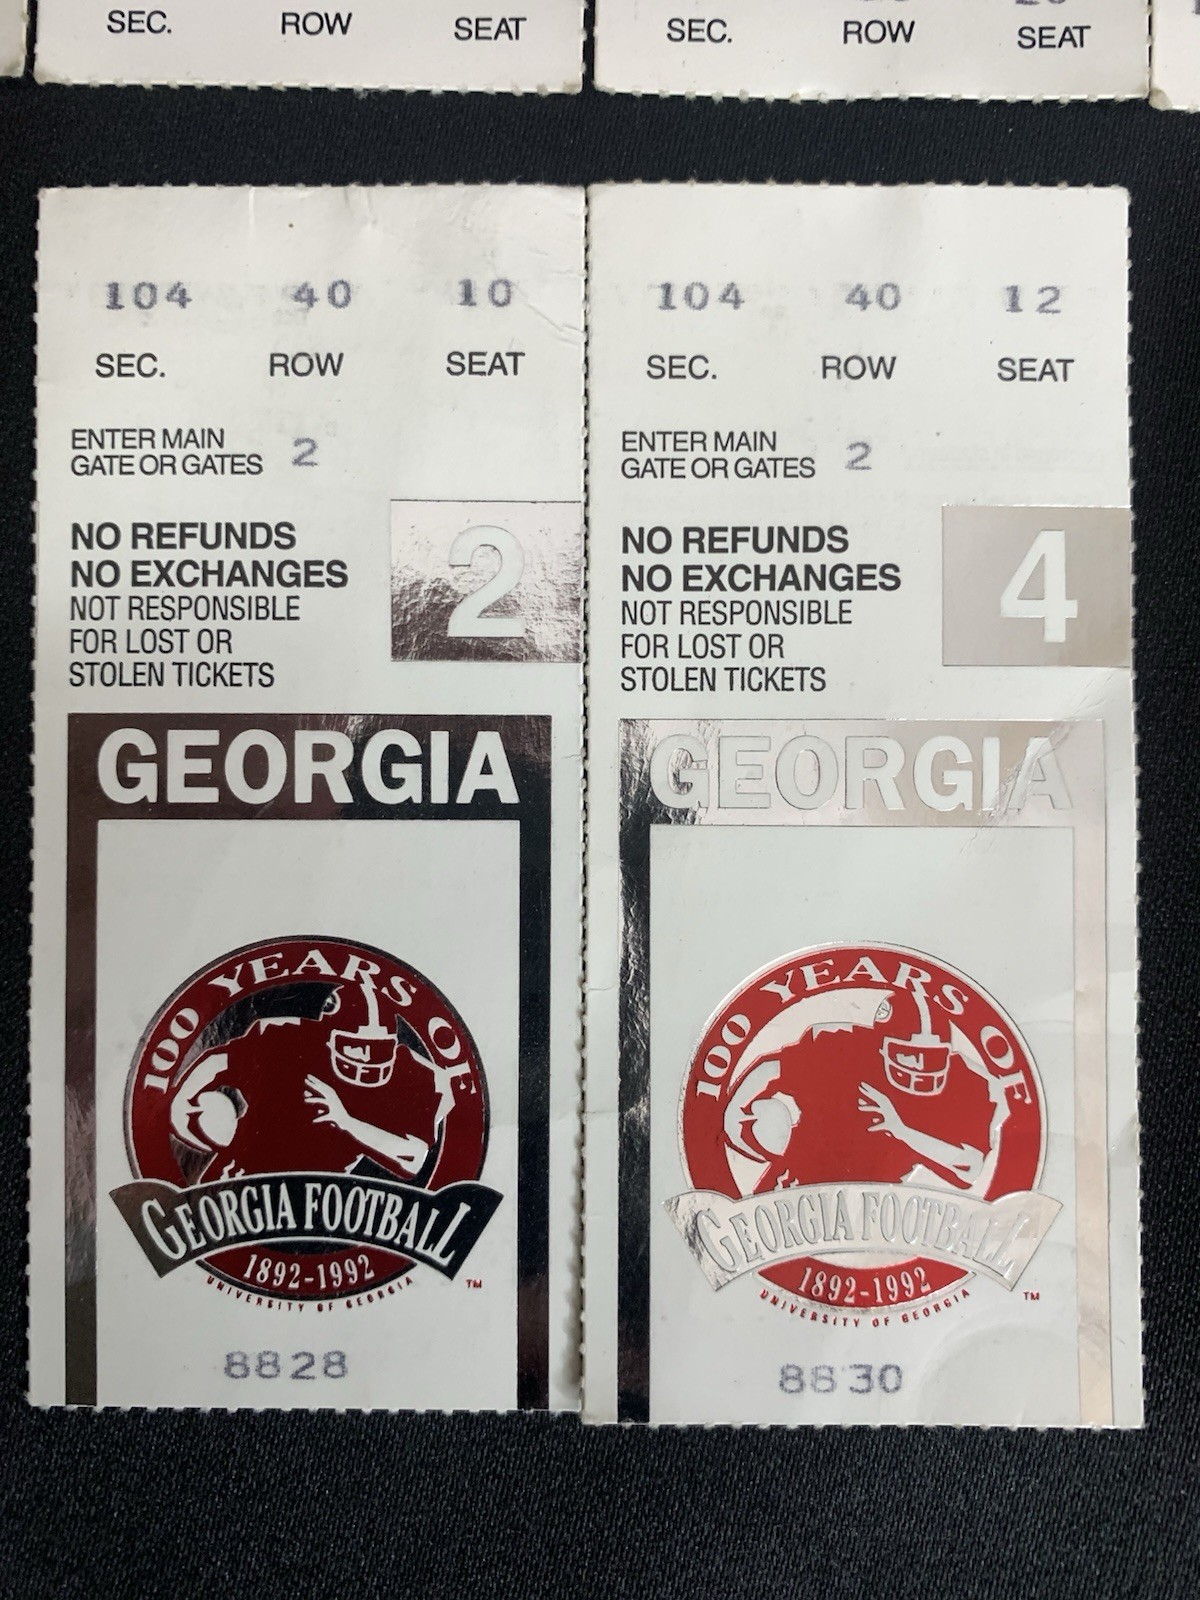 SEC. ROW SEAT
SEC. ROW SEAT
104 40 10
SEC. ROW SEAT
ENTER MAIN
GATE OR GATES 2
NO REFUNDS
NO EXCHANGES
NOT RESPONSIBLE
FOR LOST OR
STOLEN TICKETS
2
GEORGIA
100 YEARS OF
GEORGIA FOOTBALL
1892-1992
UNIVERSITY OF GEORGIA
TM
8828
104 40 12
SEC. ROW SEAT
ENTER MAIN
GATE OR GATES 2
NO REFUNDS
NO EXCHANGES
NOT RESPONSIBLE
FOR LOST OR
STOLEN TICKETS
4
GEORGIA
100 YEARS OF
GEORGIA FOOTBALL
1892-1992
UNIVERSITY OF GEORGIA
TM
8830